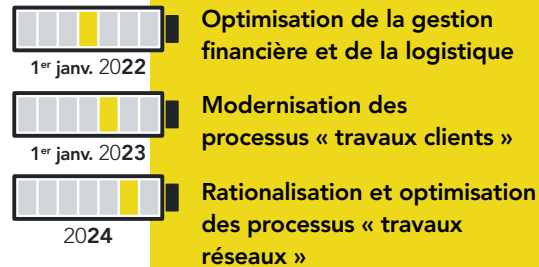 Optimisation de la gestion
financière et de la logistique
1er janv. 2022
Modernisation des
processus « travaux clients »
1er janv. 2023
Rationalisation et optimisation
des processus « travaux
réseaux »
2024